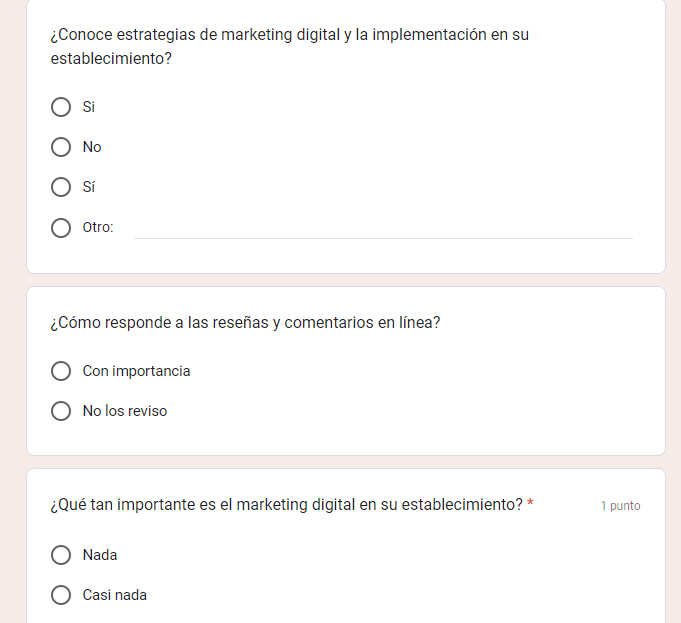 ¿Conoce estrategias de marketing digital y la implementación en su
establecimiento?
Si
No
Sí
Otro:
¿Cómo responde a las reseñas y comentarios en línea?
Con importancia
No los reviso
¿Qué tan importante es el marketing digital en su establecimiento? * 1 punto
Nada
Casi nada